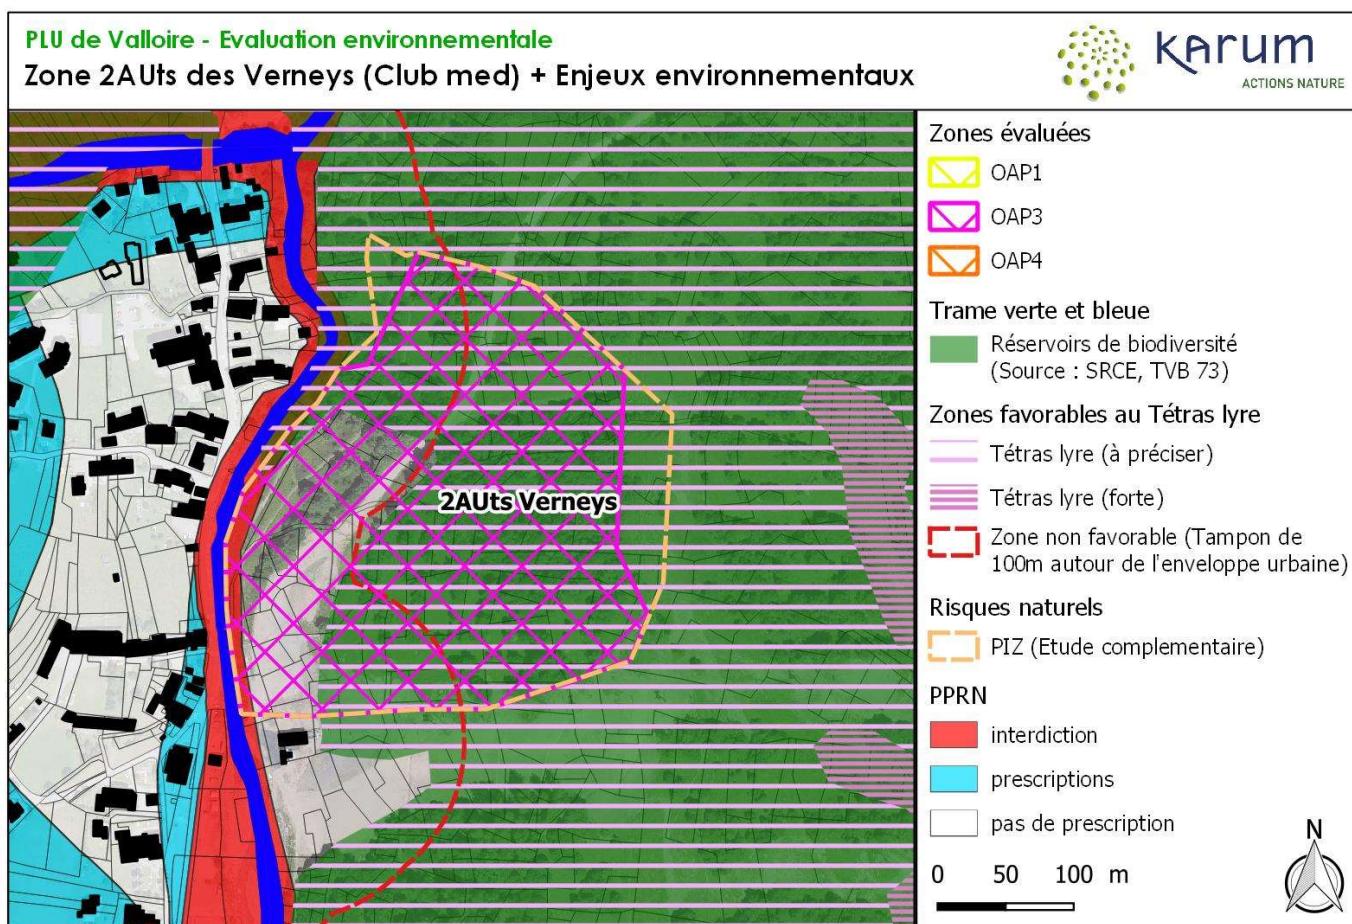 PLU de Valloire - Evaluation environnementale
Zone 2AUts des Verneys (Club med) + Enjeux environnementaux
Karum
ACTIONS NATURE
2AUts Verneys
Zones évaluées
OAP1
OAP3
OAP4
Trame verte et bleue
Réservoirs de biodiversité
(Source : SRCE, TVB 73)
Zones favorables au Tétras lyre
Tétras lyre (à préciser)
Tétras lyre (forte)
Zone non favorable (Tampon de
100m autour de l'enveloppe urbaine)
Risques naturels
PIZ (Etude complementaire)
PPRN
interdiction
prescriptions
pas de prescription
N
0 50 100 m